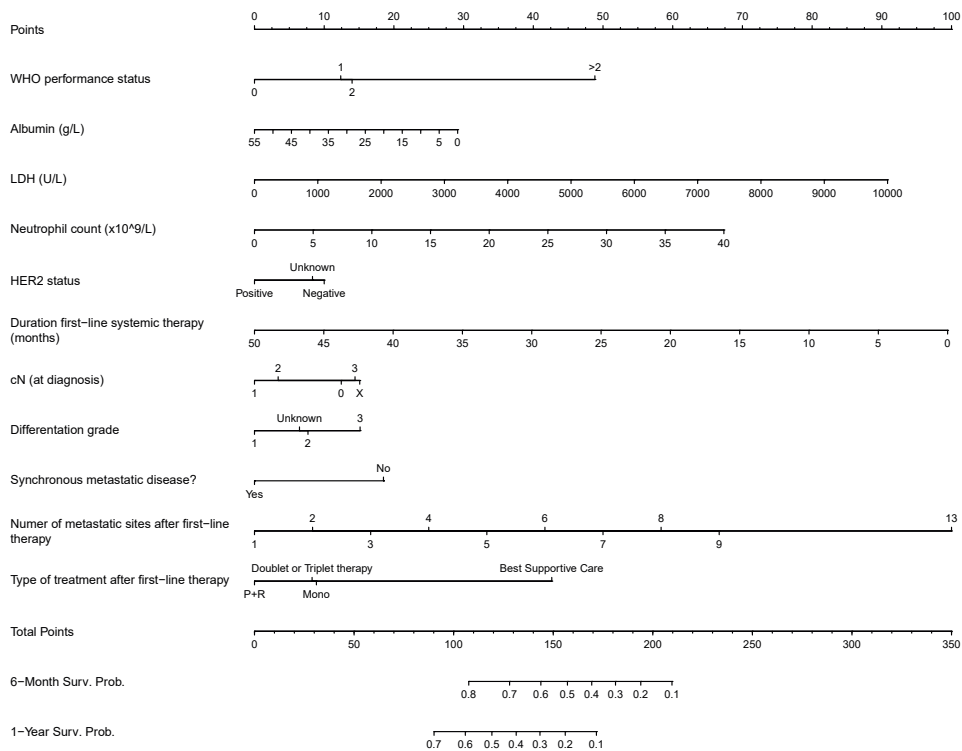 Points
0 10 20 30 40 50 60 70 80 90 100
WHO performance status
1 >2
0 2
Albumin (g/L)
55 45 35 25 15 5 0
LDH (U/L)
0 1000 2000 3000 4000 5000 6000 7000 8000 9000 10000
Neutrophil count (x10^9/L)
0 5 10 15 20 25 30 35 40
HER2 status
Unknown
Positive Negative
Duration first−line systemic therapy
(months)
50 45 40 35 30 25 20 15 10 5 0
cN (at diagnosis)
2 3
1 0 X
Differentation grade
Unknown 3
1 2
Synchronous metastatic disease?
No
Yes
Numer of metastatic sites after first−line
therapy
2 4 6 8 13
1 3 5 7 9
Type of treatment after first−line therapy
Doublet or Triplet therapy Best Supportive Care
P+R Mono
Total Points
0 50 100 150 200 250 300 350
6−Month Surv. Prob.
0.8 0.7 0.6 0.5 0.4 0.3 0.2 0.1
1−Year Surv. Prob.
0.7 0.6 0.5 0.4 0.3 0.2 0.1